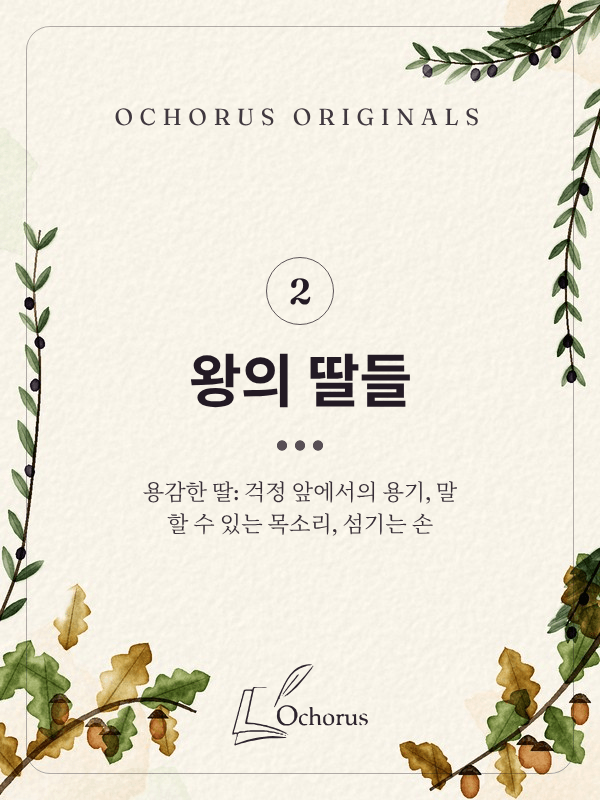 OCHORUS ORIGINALS
2
왕의 딸들
용감한 딸: 걱정 앞에서의 용기, 말
할 수 있는 목소리, 섬기는 손
Ochorus